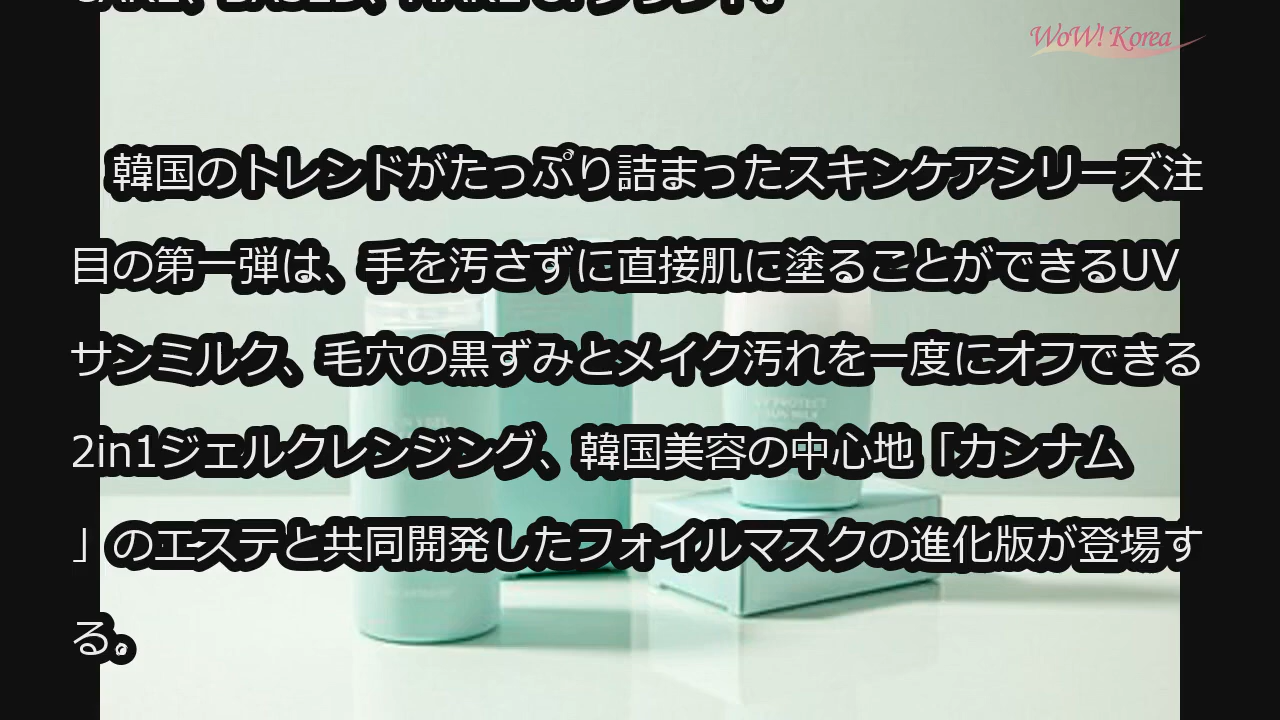 WoW! Korea
韓国のトレンドがたっぷり詰まったスキンケアシリーズ注
目の第一弾は、手を汚さずに直接肌に塗ることができるUV
サンミルク、毛穴の黒ずみとメイク汚れを一度にオフできる
2in1ジェルクレンジング、韓国美容の中心地「カンナム
」のエステと共同開発したフォイルマスクの進化版が登場す
る。